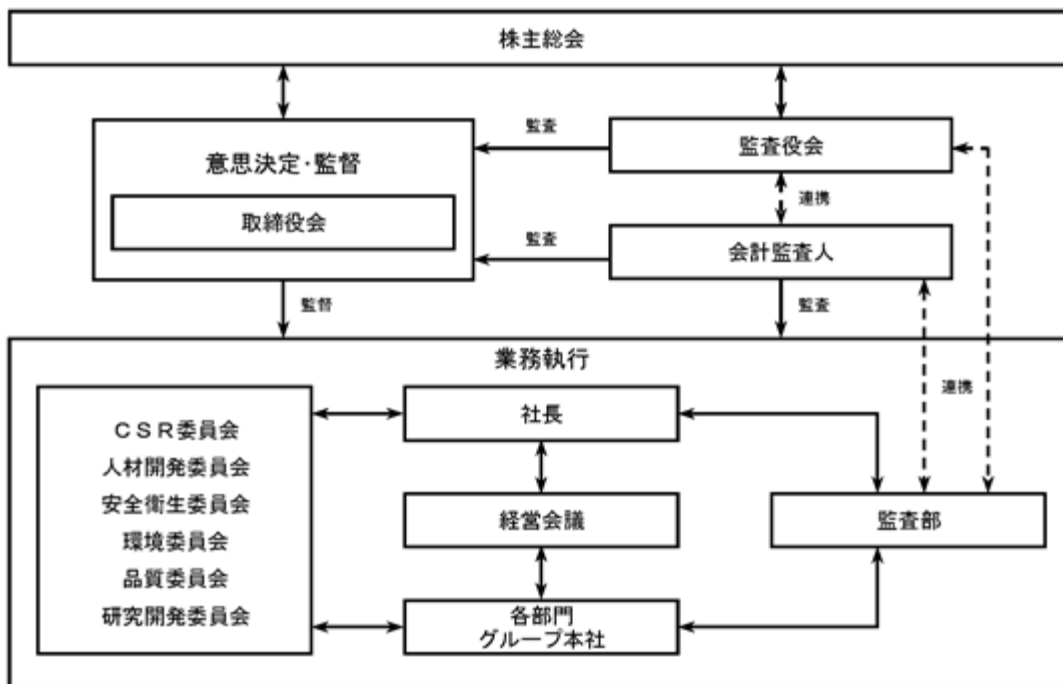 株主総会
監査
監査役会
意思決定・監督
連携
取締役会
監査
会計監査人
監督
監査
業務執行
連携
CSR委員会
人材開発委員会
安全衛生委員会
環境委員会
品質委員会
研究開発委員会
社長
経営会議
監査部
各部門
グループ本社